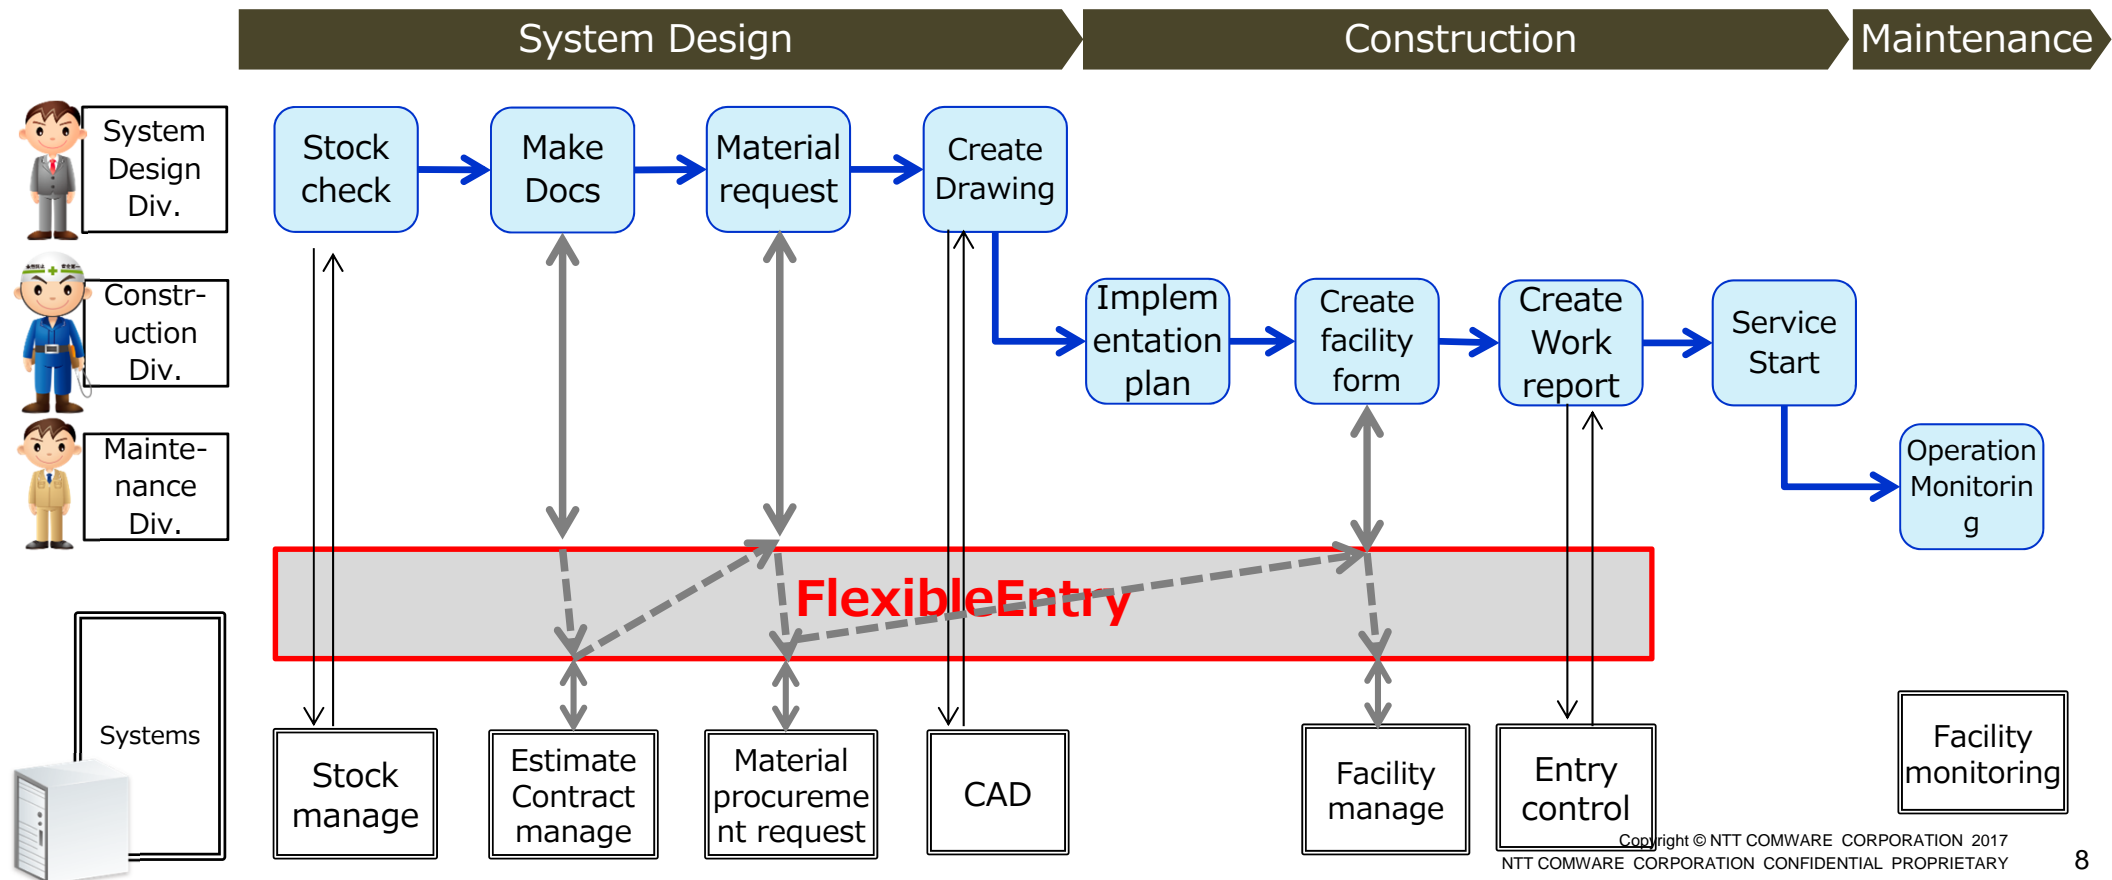 System Design
Construction
Maintenance
System
Design
Div.
Stock
check
Make
Docs
Material
request
Create
Drawing
Constr-
uction
Div.
Implem
entation
plan
Create
facility
form
Create
Work
report
Service
Start
Mainte-
nance
Div.
Operation
Monitorin
g
FlexibleEntry
Systems
Stock
manage
Estimate
Contract
manage
Material
procureme
nt request
CAD
Facility
manage
Entry
control
Facility
monitoring
Copyright © NTT COMWARE CORPORATION 2017
NTT COMWARE CORPORATION CONFIDENTIAL PROPRIETARY
8